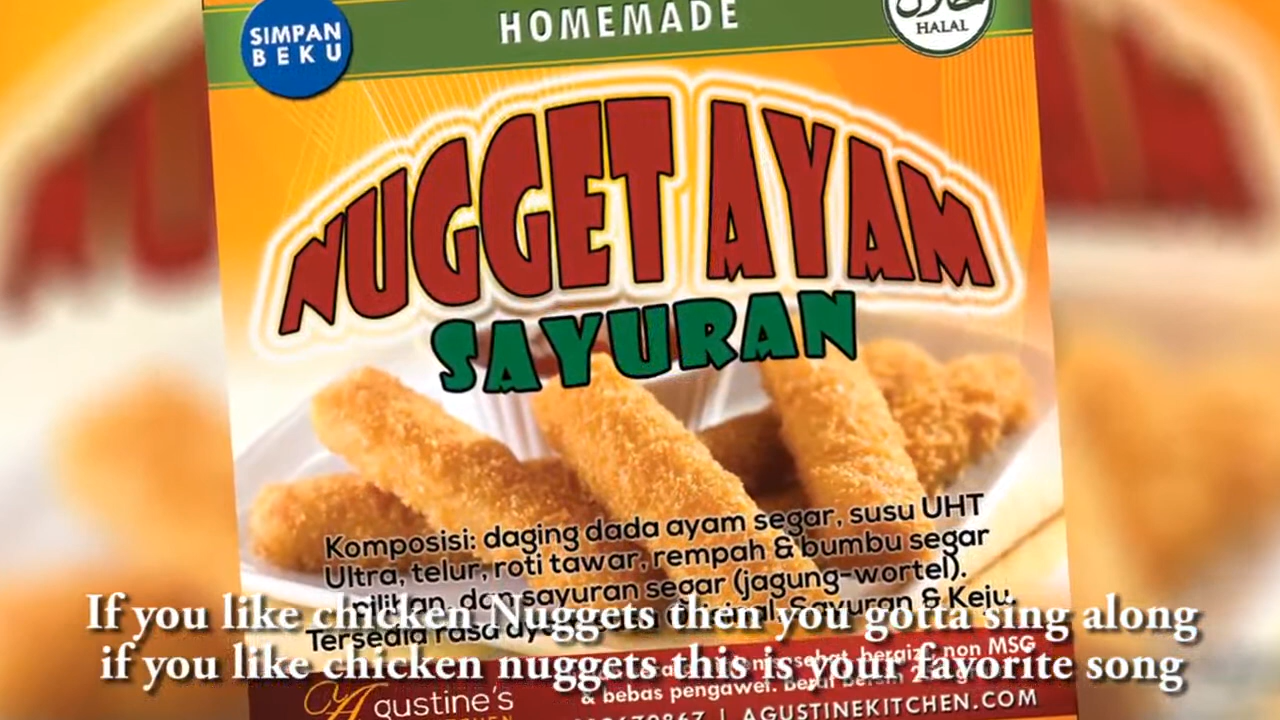 SIMPAN
BEKU
HOMEMADE
HALAL
NUGGET AYAM
SAYURAN
Komposisi: daging dada ayam segar, susu UHT
Ultra, telur, roti tawar, rempah & bumbu segar
sayuran segar (jagung-wortel).
Tersedia rasa Sayuran & Keju.
If you like chicken Nuggets then you gotta sing along
if you like chicken nuggets this is your favorite song
non MSG
& bebas pengawet.
Agustine's
| AGUSTINEKITCHEN.COM